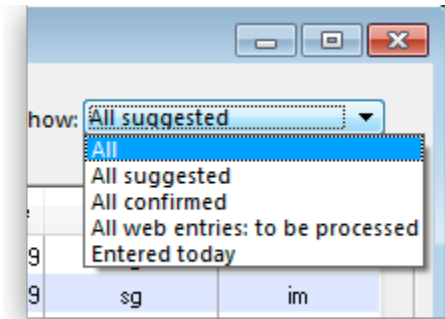 how: All suggested
All
All suggested
All confirmed
All web entries: to be processed
Entered today
9
9 sg im